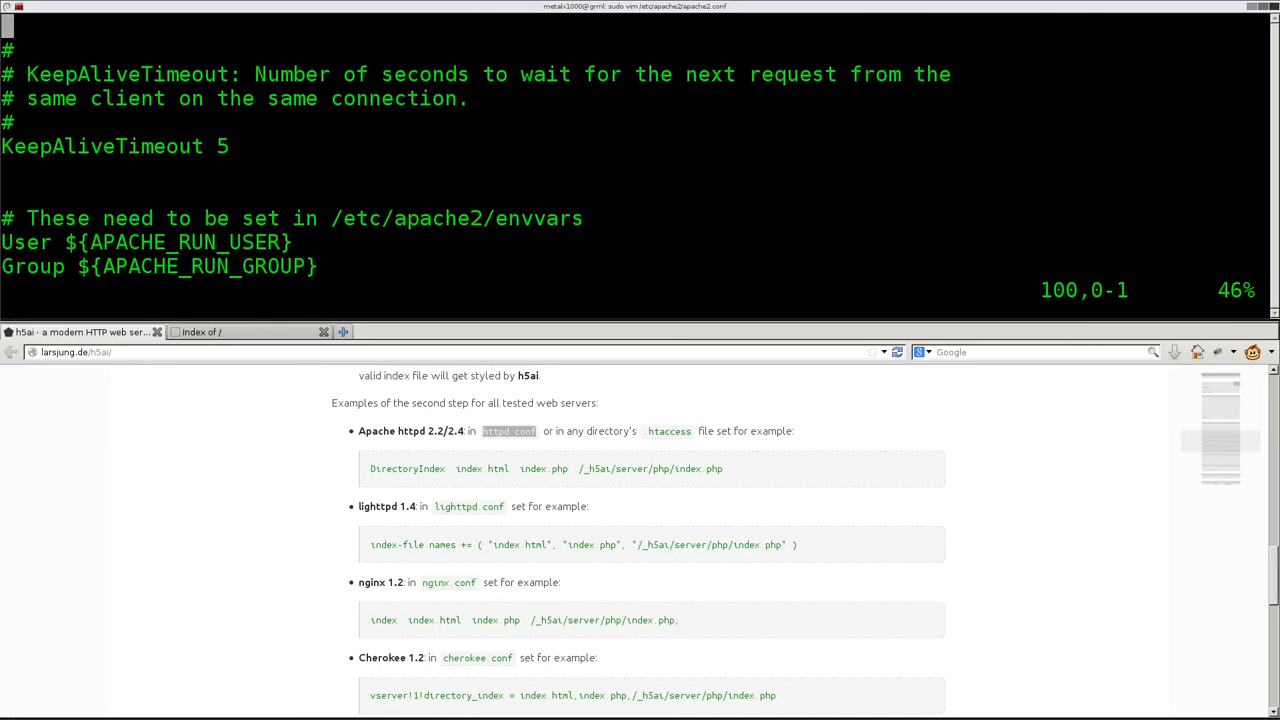 metalx1000@grml: sudo vim /etc/apache2/apache2.conf
#
# KeepAliveTimeout: Number of seconds to wait for the next request from the
# same client on the same connection.
#
KeepAliveTimeout 5
# These need to be set in /etc/apache2/envvars
User ${APACHE_RUN_USER}
Group ${APACHE_RUN_GROUP}
100,0-1 46%
h5ai · a modern HTTP web ser... Index of /
larsjung.de/h5ai/ Google
valid index file will get styled by h5ai.
Examples of the second step for all tested web servers:
• Apache httpd 2.2/2.4: in httpd.conf or in any directory's .htaccess file set for example:
DirectoryIndex index.html index.php /_h5ai/server/php/index.php
• lighttpd 1.4: in lighttpd.conf set for example:
index-file.names += ( "index.html", "index.php", "/_h5ai/server/php/index.php" )
• nginx 1.2: in nginx.conf set for example:
index index.html index.php /_h5ai/server/php/index.php;
• Cherokee 1.2: in cherokee.conf set for example:
vserver!1!directory_index = index.html,index.php,/_h5ai/server/php/index.php